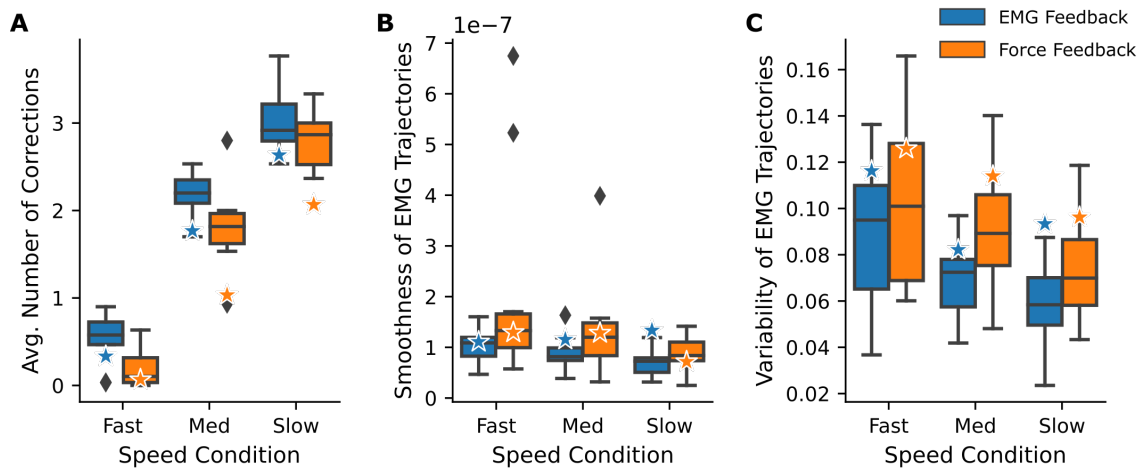 A
Avg. Number of Corrections
3
2
1
0
Fast Med Slow
Speed Condition
B
1e−7
Smoothness of EMG Trajectories
7
6
5
4
3
2
1
0
Fast Med Slow
Speed Condition
C
EMG Feedback
Force Feedback
Variability of EMG Trajectories
0.16
0.14
0.12
0.10
0.08
0.06
0.04
0.02
Fast Med Slow
Speed Condition